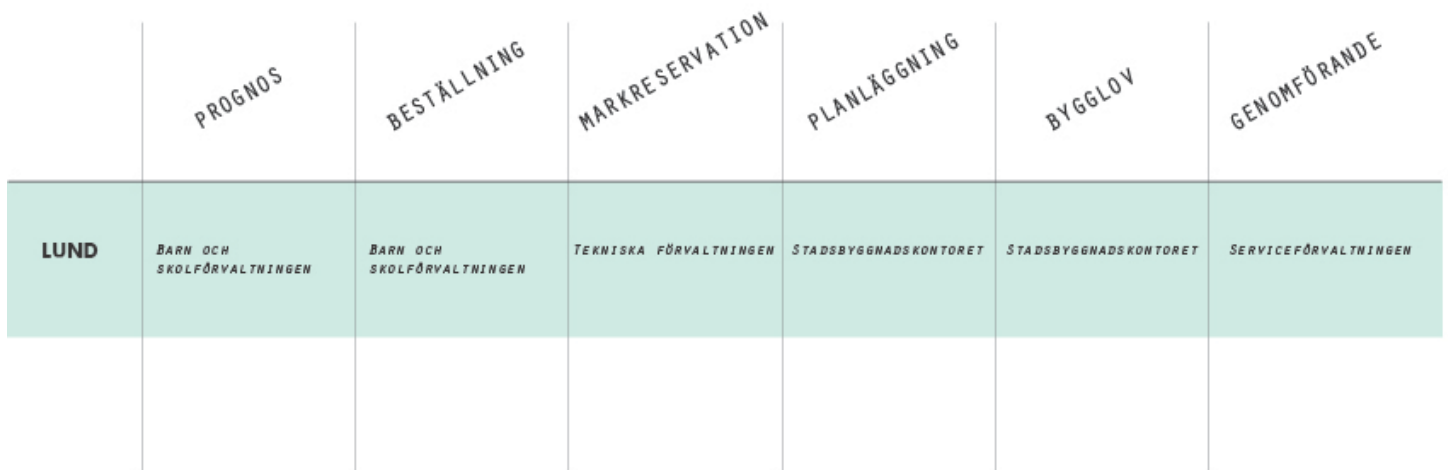 PROGNOS
BESTÄLLNING
MARKRESERVATION
PLANLÄGGNING
BYGGLOV
GENOMFÖRANDE
LUND
BARN OCH
SKOLFÖRVALTNINGEN
BARN OCH
SKOLFÖRVALTNINGEN
TEKNISKA FÖRVALTNINGEN
STADSBYGGNADSKONTORET
STADSBYGGNADSKONTORET
SERVICEFÖRVALTNINGEN